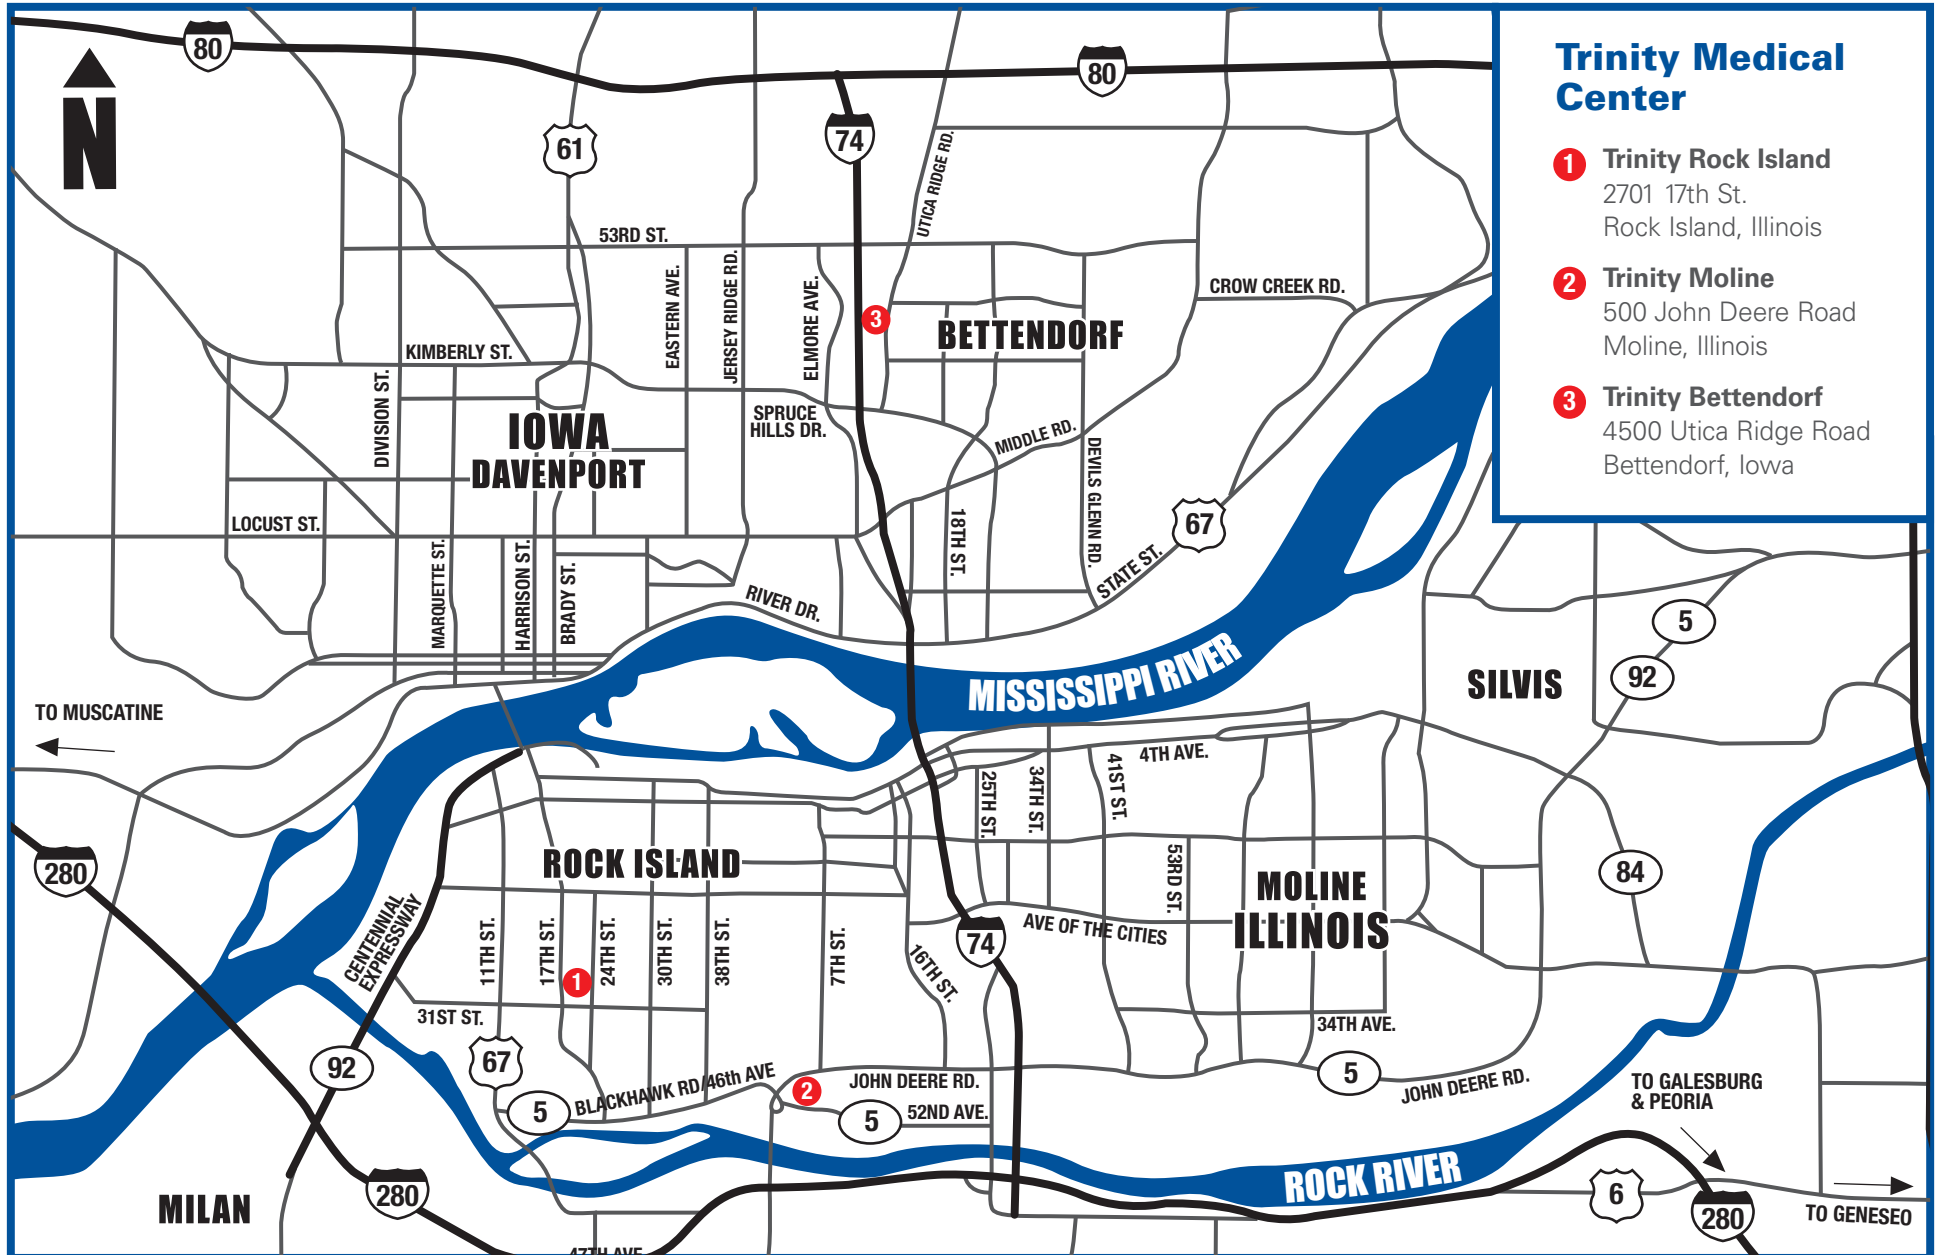 80
80
61
74
N
UTICA RIDGE RD.
53RD ST.
EASTERN AVE.
JERSEY RIDGE RD.
ELMORE AVE.
CROW CREEK RD.
3
BETTENDORF
KIMBERLY ST.
DIVISION ST.
SPRUCE
HILLS DR.
IOWA
DAVENPORT
MIDDLE RD.
DEVILS GLENN RD.
LOCUST ST.
18TH ST.
67
MARQUETTE ST.
HARRISON ST.
BRADY ST.
RIVER DR.
STATE ST.
MISSISSIPPI RIVER
5
92
SILVIS
TO MUSCATINE
4TH AVE.
25TH ST.
34TH ST.
41ST ST.
280
ROCK ISLAND
53RD ST.
MOLINE
ILLINOIS
84
CENTENNIAL
EXPRESSWAY
AVE OF THE CITIES
74
11TH ST.
17TH ST.
1
24TH ST.
30TH ST.
38TH ST.
7TH ST.
16TH ST.
31ST ST.
34TH AVE.
67
92
5
BLACKHAWK RD/46th AVE
2
JOHN DEERE RD.
5
52ND AVE.
5
JOHN DEERE RD.
TO GALESBURG
& PEORIA
ROCK RIVER
MILAN
280
6
280
TO GENESEO
47TH AVE
Trinity Medical
Center
1 Trinity Rock Island
2701 17th St.
Rock Island, Illinois
2 Trinity Moline
500 John Deere Road
Moline, Illinois
3 Trinity Bettendorf
4500 Utica Ridge Road
Bettendorf, Iowa